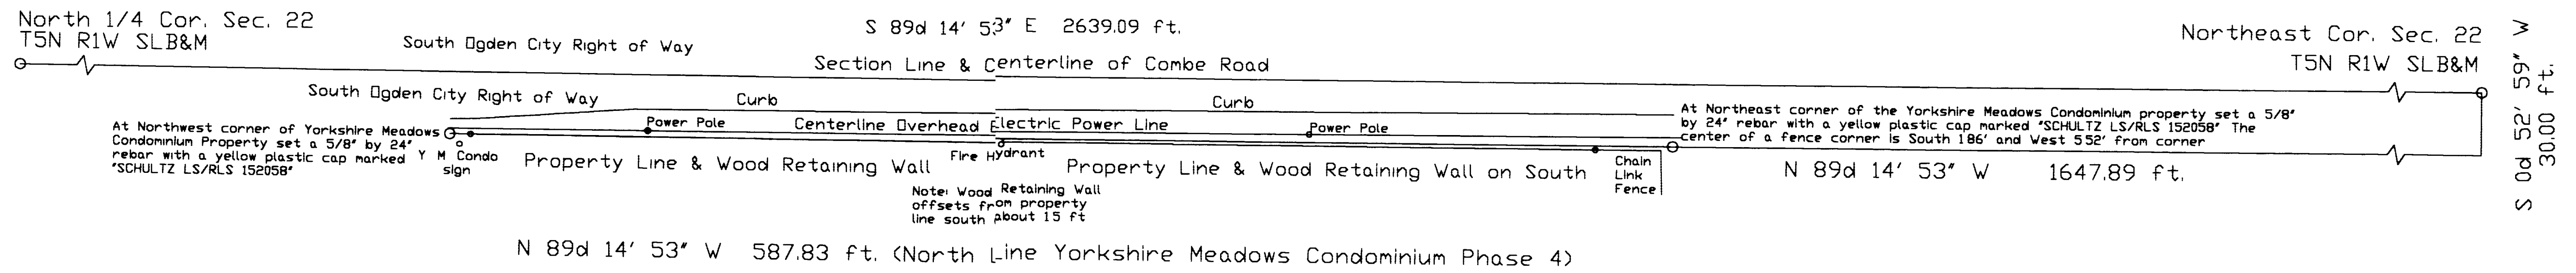 North 1/4 Cor. Sec. 22
T5N R1W SLB&M
South Ogden City Right of Way
S 89d 14' 53" E 2639.09 ft.
Section Line & Centerline of Combe Road
Northeast Cor. Sec. 22
T5N R1W SLB&M
S 0d 52' 59" W
30.00 ft.
South Ogden City Right of Way
Curb
Curb
At Northwest corner of Yorkshire Meadows
Condominium Property set a 5/8" by 24"
rebar with a yellow plastic cap marked
"SCHULTZ LS/RLS 152058"
Y M Condo
sign
Power Pole
Centerline Overhead Electric Power Line
Power Pole
At Northeast corner of the Yorkshire Meadows Condominium property set a 5/8"
by 24" rebar with a yellow plastic cap marked "SCHULTZ LS/RLS 152058" The
center of a fence corner is South 186' and West 552' from corner
Property Line & Wood Retaining Wall
Fire Hydrant
Property Line & Wood Retaining Wall on South
Chain
Link
Fence
N 89d 14' 53" W 1647.89 ft.
Note: Wood Retaining Wall
offsets from property
line south about 15 ft
N 89d 14' 53" W 587.83 ft. (North Line Yorkshire Meadows Condominium Phase 4)